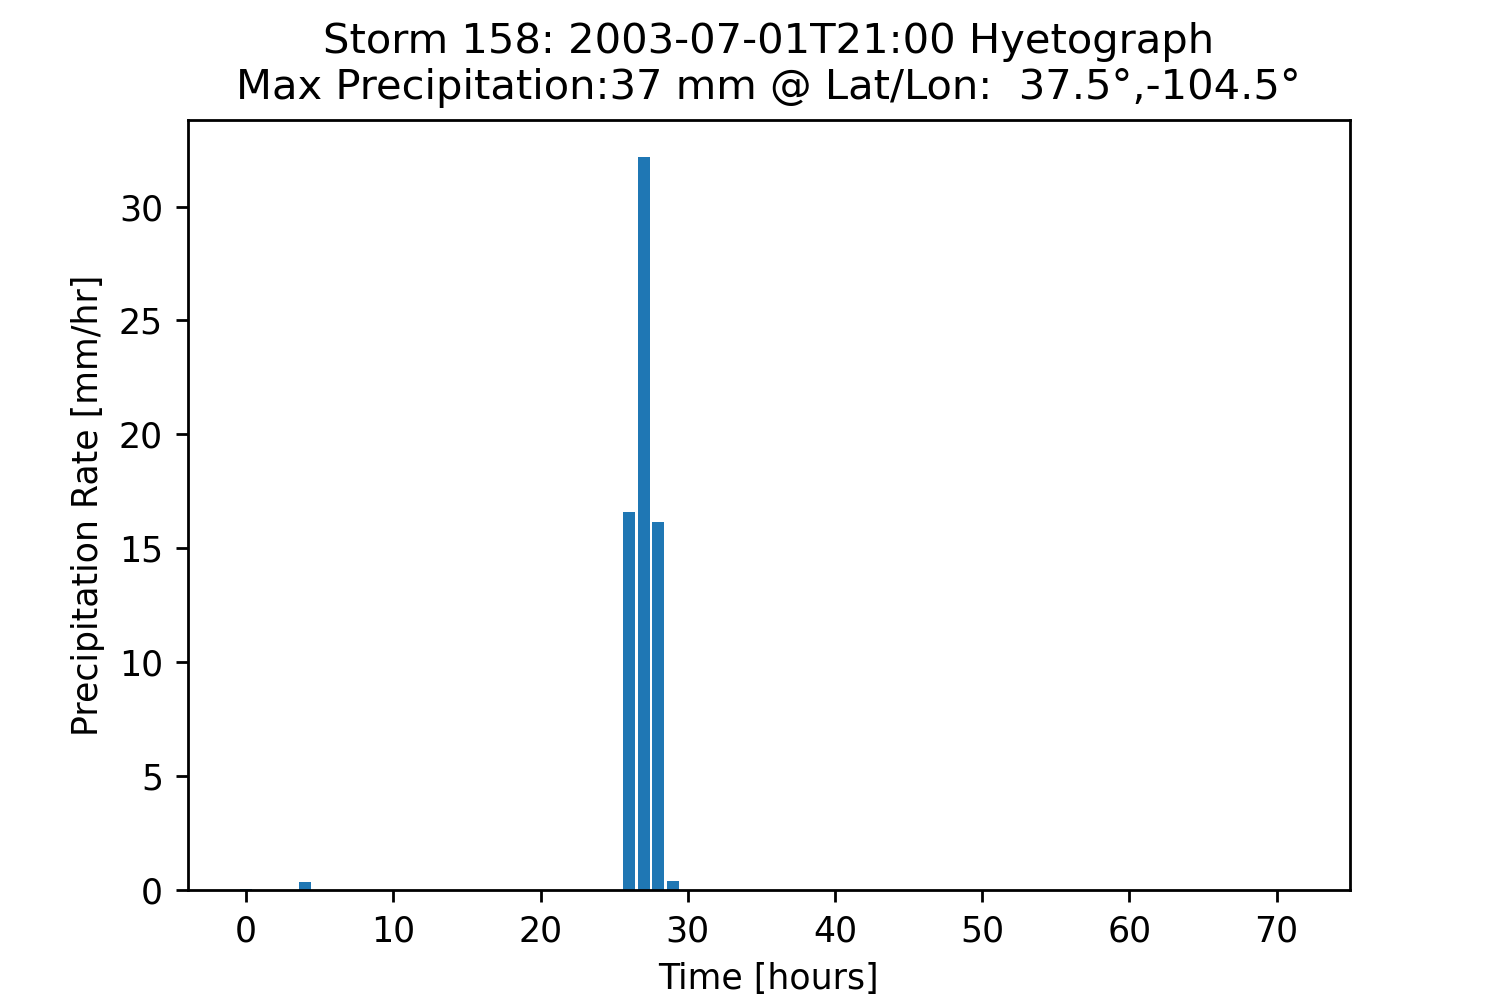 Storm 158: 2003-07-01T21:00 Hyetograph
Max Precipitation:37 mm @ Lat/Lon:  37.5°,-104.5°
Precipitation Rate [mm/hr]
30
25
20
15
10
5
0
0 10 20 30 40 50 60 70
Time [hours]